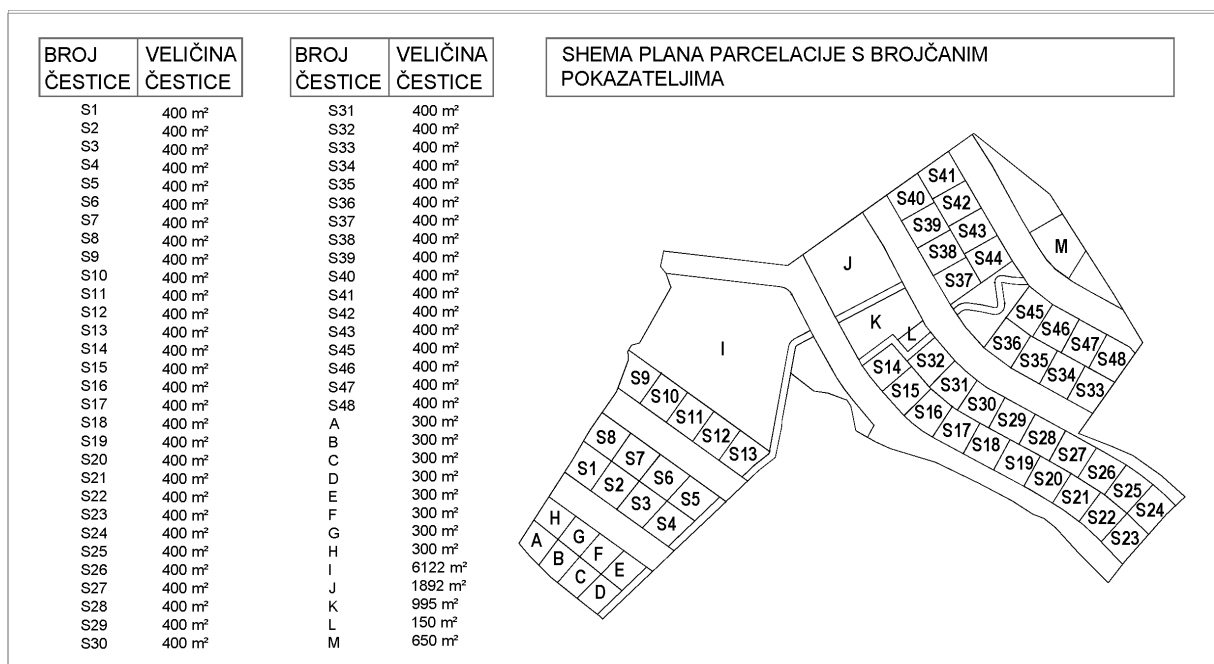 BROJ ČESTICE
VELIČINA ČESTICE
S1 400 m²
S2 400 m²
S3 400 m²
S4 400 m²
S5 400 m²
S6 400 m²
S7 400 m²
S8 400 m²
S9 400 m²
S10 400 m²
S11 400 m²
S12 400 m²
S13 400 m²
S14 400 m²
S15 400 m²
S16 400 m²
S17 400 m²
S18 400 m²
S19 400 m²
S20 400 m²
S21 400 m²
S22 400 m²
S23 400 m²
S24 400 m²
S25 400 m²
S26 400 m²
S27 400 m²
S28 400 m²
S29 400 m²
S30 400 m²
BROJ ČESTICE
VELIČINA ČESTICE
S31 400 m²
S32 400 m²
S33 400 m²
S34 400 m²
S35 400 m²
S36 400 m²
S37 400 m²
S38 400 m²
S39 400 m²
S40 400 m²
S41 400 m²
S42 400 m²
S43 400 m²
S45 400 m²
S46 400 m²
S47 400 m²
S48 400 m²
A 300 m²
B 300 m²
C 300 m²
D 300 m²
E 300 m²
F 300 m²
G 300 m²
H 300 m²
I 6122 m²
J 1892 m²
K 995 m²
L 150 m²
M 650 m²
SHEMA PLANA PARCELACIJE S BROJČANIM
POKAZATELJIMA
S41
S40
S42
S39
S43
S38
S44
S37
M
J
K
L
I
S45
S46
S47
S48
S36
S35
S34
S33
S14
S32
S15
S31
S16
S30
S17
S29
S18
S28
S19
S27
S20
S26
S21
S25
S22
S24
S23
S9
S10
S11
S12
S13
S8
S7
S6
S5
S1
S2
S3
S4
H
G
F
E
A
B
C
D